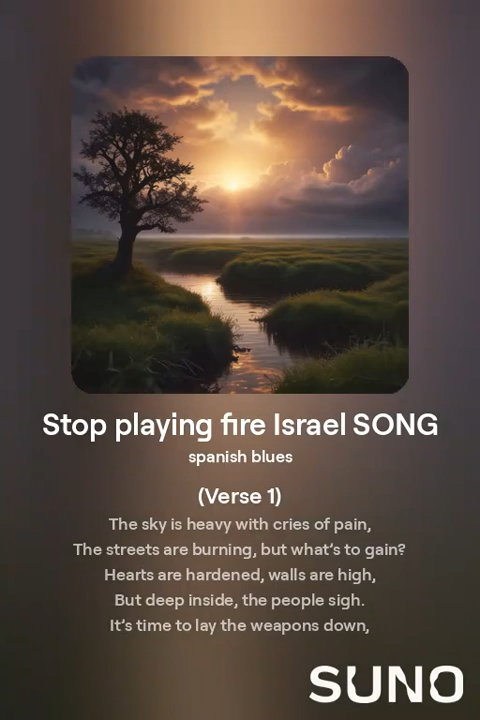 Stop playing fire Israel SONG
spanish blues
(Verse 1)
The sky is heavy with cries of pain,
The streets are burning, but what's to gain?
Hearts are hardened, walls are high,
But deep inside, the people sigh.
It's time to lay the weapons down,
SUNO